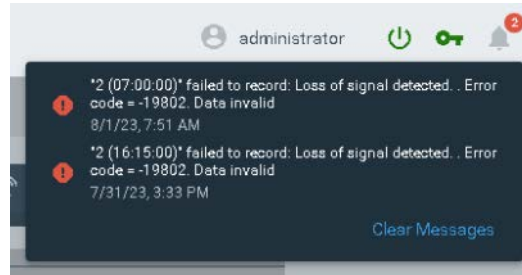 administrator
2
"2 (07:00:00)" failed to record: Loss of signal detected. . Error
code = -19802. Data invalid
8/1/23, 7:51 AM
"2 (16:15:00)" failed to record: Loss of signal detected. . Error
code = -19802. Data invalid
7/31/23, 3:33 PM
Clear Messages